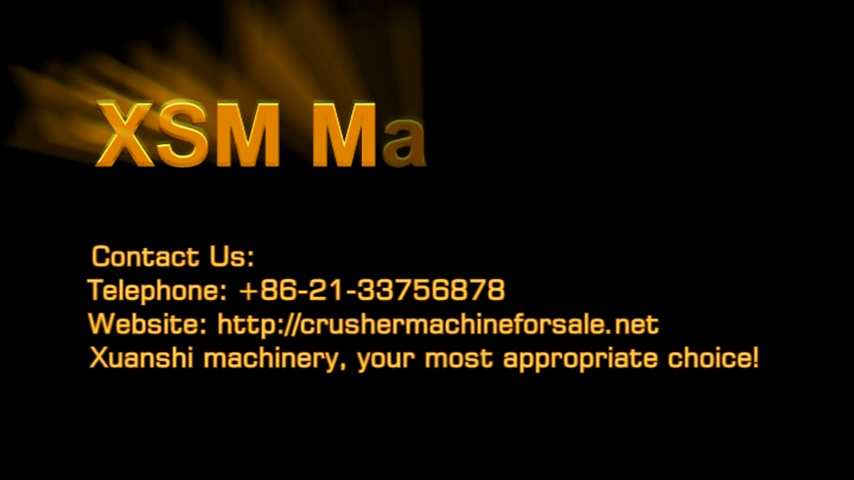 XSM Ma
Contact Us:
Telephone: +86-21-33756878
Website: http://crushermachineforsale.net
Xuanshi machinery, your most appropriate choice!